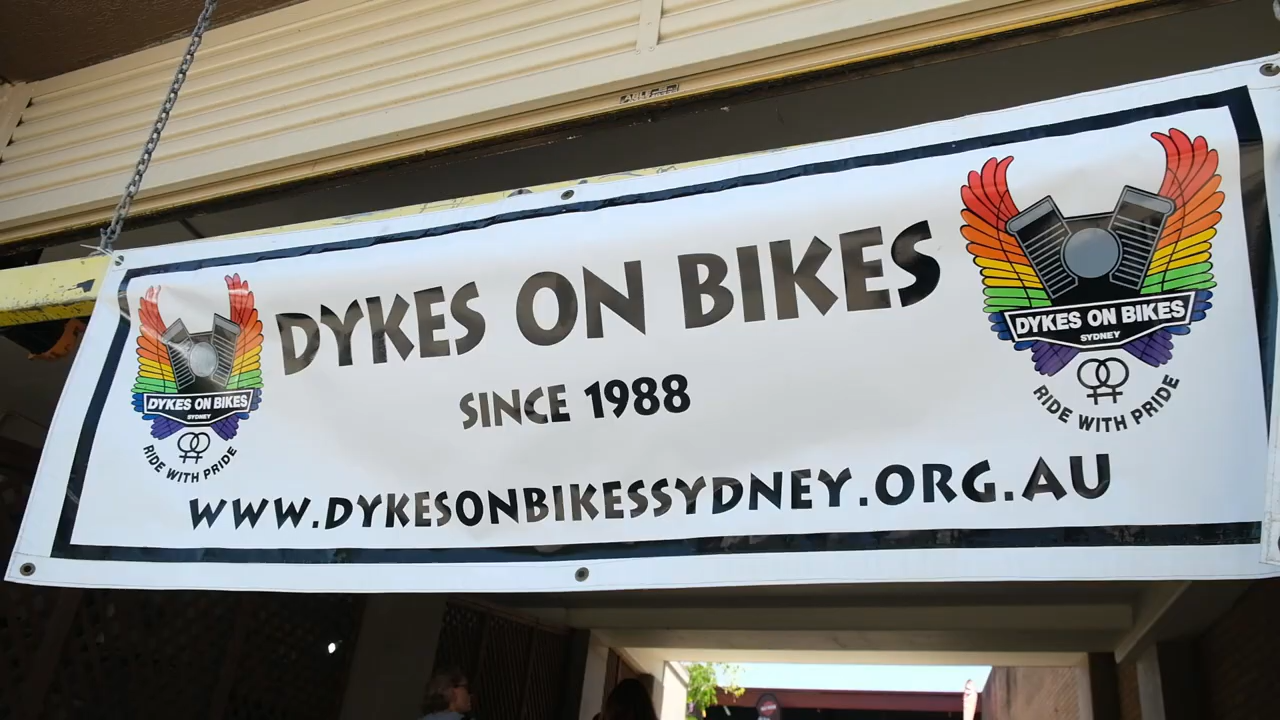 DYKES ON BIKES
SINCE 1988
WWW.DYKESONBIKESSYDNEY.ORG.AU
DYKES ON BIKES
SYDNEY
RIDE WITH PRIDE
DYKES ON BIKES
SYDNEY
RIDE WITH PRIDE